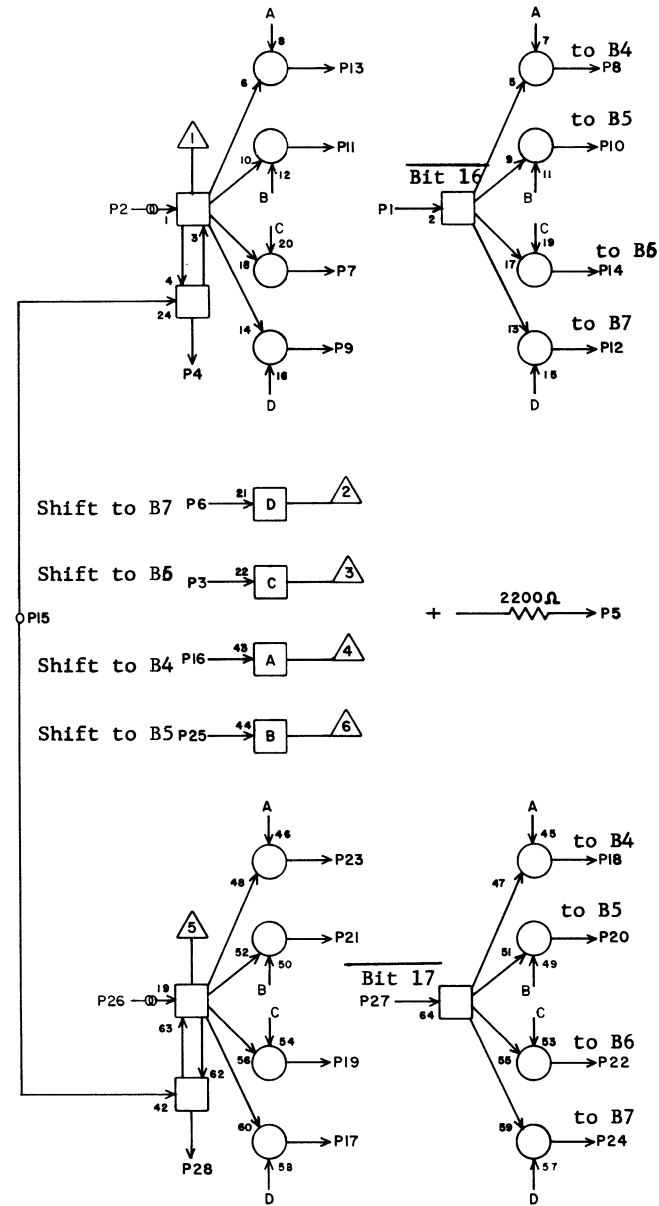 A
A
8
7
to B4
P13
P8
6
5
1
to B5
P11
P10
10
12
9
11
B
B
Bit 16
P2
1
3
P1
2
C
20
C
19
to B6
18
P7
17
P14
4
24
to B7
14
P9
13
P12
16
15
P4
D
D
Shift to B7 P6 21 D 2
Shift to B6 P3 22 C 3
P15
+ 2200Ω P5
Shift to B4 P16 43 A 4
Shift to B5 P25 44 B 6
A
A
46
45
to B4
P23
P18
48
47
5
to B5
P21
P20
52
50
51
49
B
B
Bit 17
P26
19
63
P27
64
C
54
C
53
to B6
56
P19
55
P22
62
42
to B7
60
P17
59
P24
58
57
P28
D
D